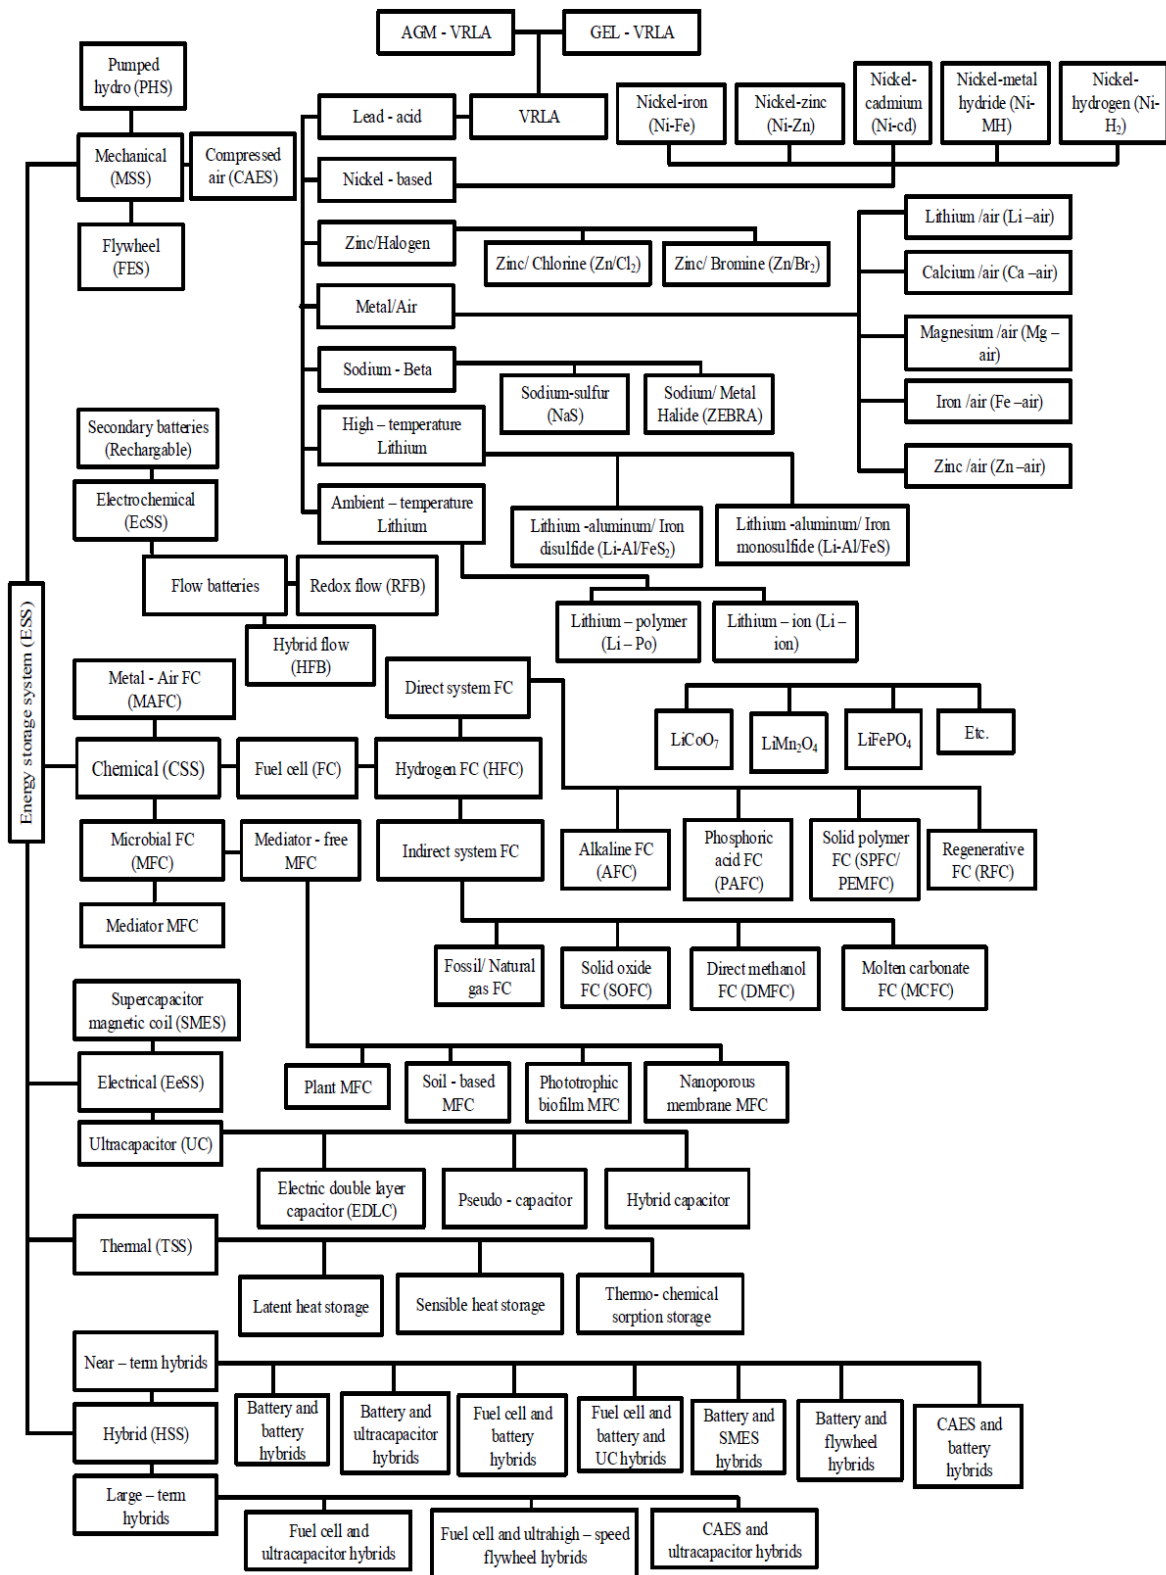 AGM - VRLA
GEL - VRLA
Pumped
hydro (PHS)
Nickel-iron
(Ni-Fe)
Nickel-zinc
(Ni-Zn)
Nickel-
cadmium
(Ni-cd)
Nickel-metal
hydride (Ni-
MH)
Nickel-
hydrogen (Ni-
H₂)
Lead - acid
VRLA
Mechanical
(MSS)
Compressed
air (CAES)
Nickel - based
Flywheel
(FES)
Zinc/Halogen
Zinc/ Chlorine (Zn/Cl₂)
Zinc/ Bromine (Zn/Br₂)
Lithium /air (Li –air)
Calcium /air (Ca –air)
Magnesium /air (Mg –
air)
Iron /air (Fe –air)
Zinc /air (Zn –air)
Metal/Air
Sodium - Beta
Sodium-sulfur
(NaS)
Sodium/ Metal
Halide (ZEBRA)
High – temperature
Lithium
Secondary batteries
(Rechargable)
Electrochemical
(EcSS)
Ambient – temperature
Lithium
Lithium -aluminum/ Iron
disulfide (Li-Al/FeS₂)
Lithium -aluminum/ Iron
monosulfide (Li-Al/FeS)
Flow batteries
Redox flow (RFB)
Hybrid flow
(HFB)
Lithium –
polymer
(Li – Po)
Lithium – ion (Li –
ion)
Energy storage system (ESS)
Metal - Air FC
(MAFC)
Direct system FC
LiCoO₇
LiMn₂O₄
LiFePO₄
Etc.
Chemical (CSS)
Fuel cell (FC)
Hydrogen FC (HFC)
Microbial FC
(MFC)
Mediator - free
MFC
Indirect system FC
Alkaline FC
(AFC)
Phosphoric
acid FC
(PAFC)
Solid polymer
FC (SPFC/
PEMFC)
Regenerative
FC (RFC)
Mediator MFC
Fossil/ Natural
gas FC
Solid oxide
FC (SOFC)
Direct methanol
FC (DMFC)
Molten carbonate
FC (MCFC)
Supercapacitor
magnetic coil (SMES)
Electrical (EeSS)
Plant MFC
Soil - based
MFC
Phototrophic
biofilm MFC
Nanoporous
membrane MFC
Ultracapacitor (UC)
Electric double layer
capacitor (EDLC)
Pseudo - capacitor
Hybrid capacitor
Thermal (TSS)
Latent heat storage
Sensible heat storage
Thermo- chemical
sorption storage
Near – term hybrids
Hybrid (HSS)
Battery and
battery
hybrids
Battery and
ultracapacitor
hybrids
Fuel cell and
battery
hybrids
Fuel cell and
battery and
UC hybrids
Battery and
SMES
hybrids
Battery and
flywheel
hybrids
CAES and
battery
hybrids
Large – term
hybrids
Fuel cell and
ultracapacitor hybrids
Fuel cell and ultrahigh – speed
flywheel hybrids
CAES and
ultracapacitor hybrids